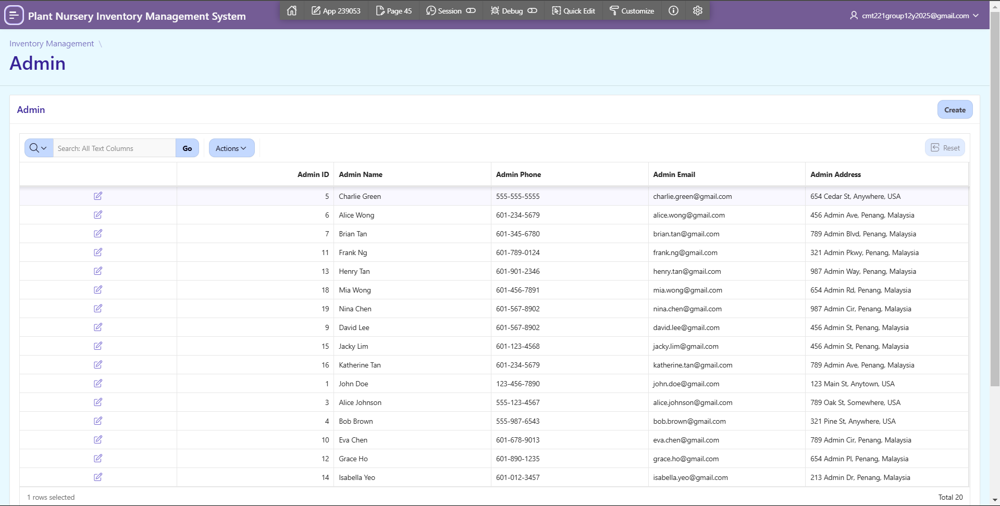 Plant Nursery Inventory Management System
App 239053 Page 45 Session Debug Quick Edit Customize
cmt221group12y2025@gmail.com
Inventory Management \
Admin
Admin
Create
Search: All Text Columns Go Actions Reset
Admin ID Admin Name Admin Phone Admin Email Admin Address
5 Charlie Green 555-555-5555 charlie.green@gmail.com 654 Cedar St, Anywhere, USA
6 Alice Wong 601-234-5679 alice.wong@gmail.com 456 Admin Ave, Penang, Malaysia
7 Brian Tan 601-345-6780 brian.tan@gmail.com 789 Admin Blvd, Penang, Malaysia
11 Frank Ng 601-789-0124 frank.ng@gmail.com 321 Admin Pkwy, Penang, Malaysia
13 Henry Tan 601-901-2346 henry.tan@gmail.com 987 Admin Way, Penang, Malaysia
18 Mia Wong 601-456-7891 mia.wong@gmail.com 654 Admin Rd, Penang, Malaysia
19 Nina Chen 601-567-8902 nina.chen@gmail.com 987 Admin Cir, Penang, Malaysia
9 David Lee 601-567-8902 david.lee@gmail.com 456 Admin St, Penang, Malaysia
15 Jacky Lim 601-123-4568 jacky.lim@gmail.com 456 Admin St, Penang, Malaysia
16 Katherine Tan 601-234-5679 katherine.tan@gmail.com 789 Admin Ave, Penang, Malaysia
1 John Doe 123-456-7890 john.doe@gmail.com 123 Main St, Anytown, USA
3 Alice Johnson 555-123-4567 alice.johnson@gmail.com 789 Oak St, Somewhere, USA
4 Bob Brown 555-987-6543 bob.brown@gmail.com 321 Pine St, Anywhere, USA
10 Eva Chen 601-678-9013 eva.chen@gmail.com 789 Admin Cir, Penang, Malaysia
12 Grace Ho 601-890-1235 grace.ho@gmail.com 654 Admin Pl, Penang, Malaysia
14 Isabella Yeo 601-012-3457 isabella.yeo@gmail.com 213 Admin Dr, Penang, Malaysia
1 rows selected Total 20